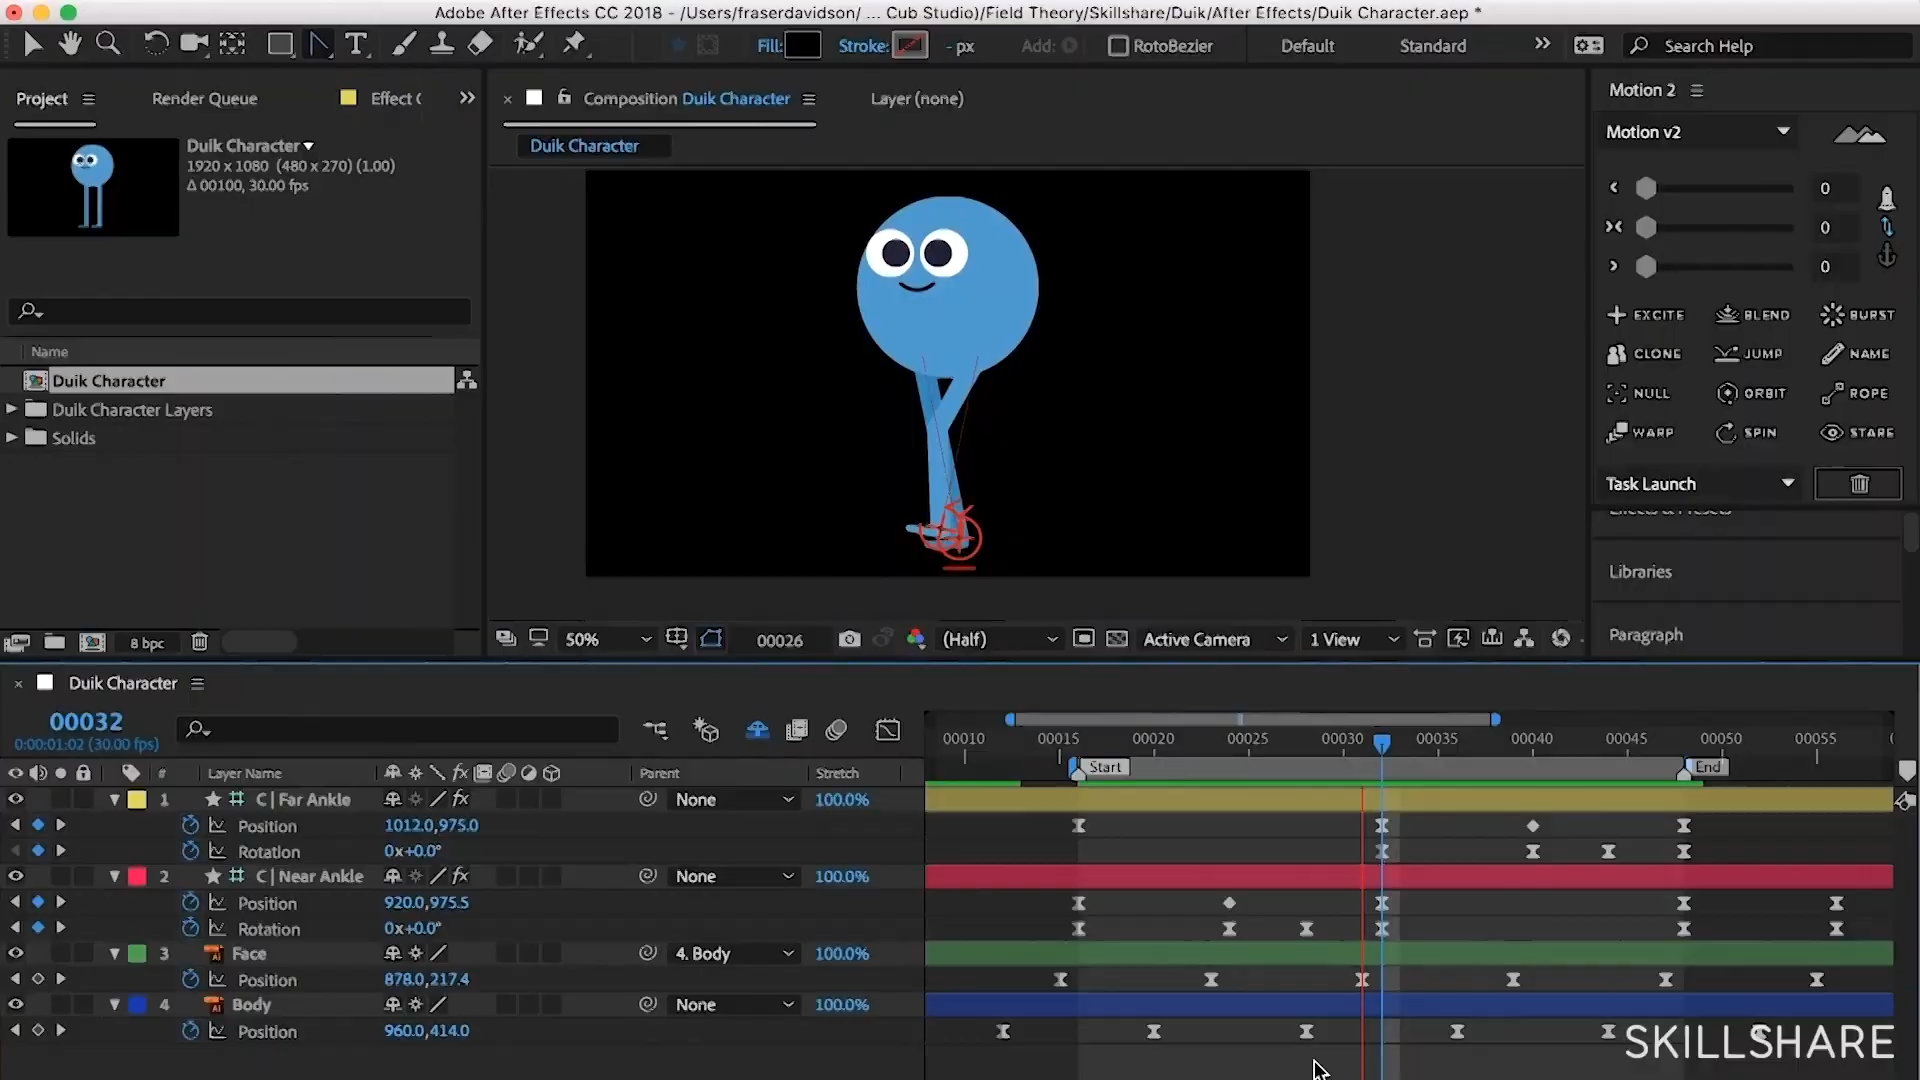 Adobe After Effects CC 2018 - /Users/fraserdavidson/ ... Cub Studio)/Field Theory/Skillshare/Duik/After Effects/Duik Character.aep *
T Fill: Stroke: - px Add: RotoBezier Default Standard Search Help
Project Render Queue Effect C
Composition Duik Character Layer (none)
Duik Character
Duik Character
1920 x 1080 (480 x 270) (1.00)
Δ 00100, 30.00 fps
Name
Duik Character
Duik Character Layers
Solids
8 bpc
50% 00026 (Half) Active Camera 1 View
Motion 2
Motion v2
0
0
0
EXCITE BLEND BURST
CLONE JUMP NAME
NULL ORBIT ROPE
WARP SPIN STARE
Task Launch
Effects & Presets
Libraries
Paragraph
Duik Character
00032
0:00:01:02 (30.00 fps)
00010 00015 00020 00025 00030 00035 00040 00045 00050 00055
Start End
# Layer Name fx Parent Stretch
1 C | Far Ankle fx None 100.0%
Position 1012.0,975.0
Rotation 0x+0.0°
2 C | Near Ankle fx None 100.0%
Position 920.0,975.5
Rotation 0x+0.0°
3 Ai Face 4. Body 100.0%
Position 878.0,217.4
4 Ai Body None 100.0%
Position 960.0,414.0
SKILLSHARE